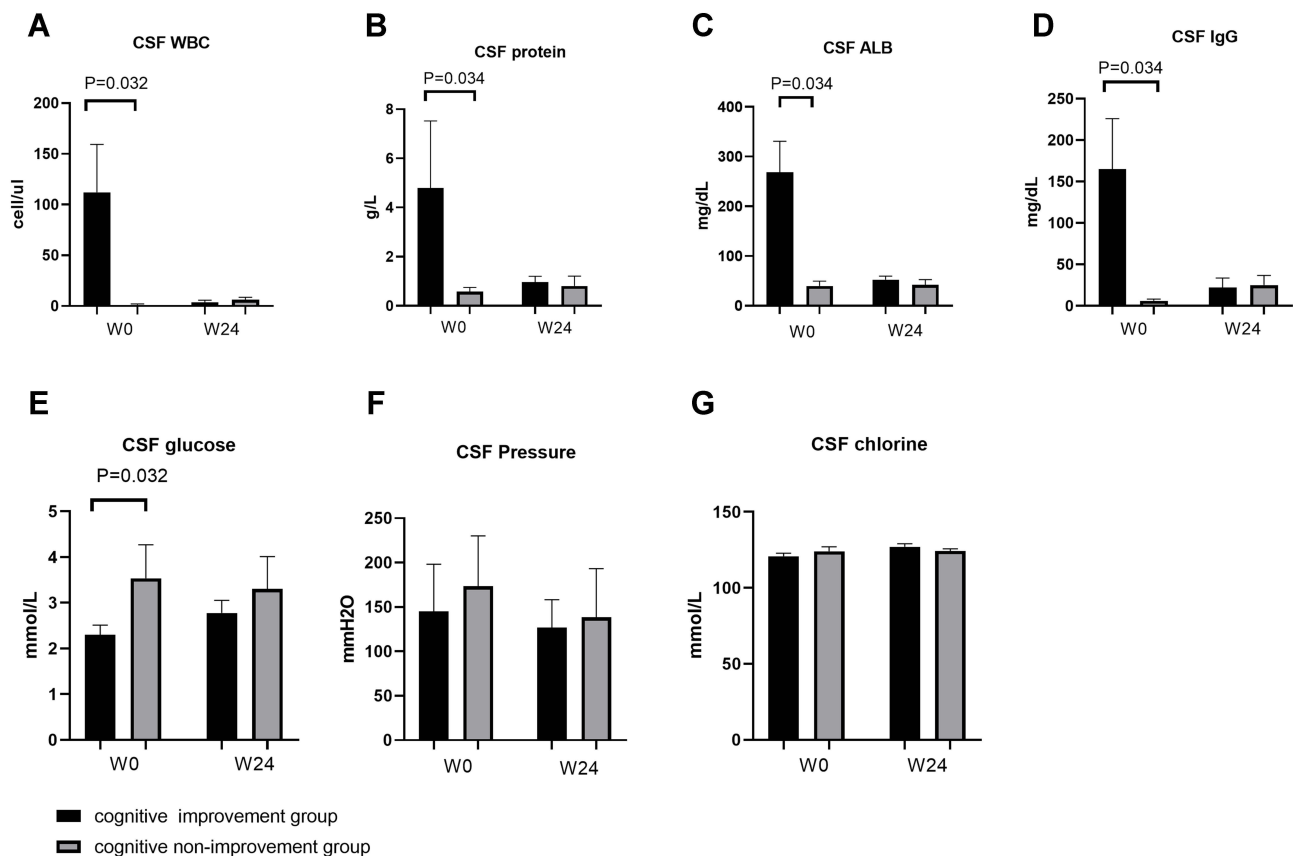 A
CSF WBC
P=0.032
200
150
100
50
0
cell/ul
W0
W24
B
CSF protein
P=0.034
8
6
4
2
0
g/L
W0
W24
C
CSF ALB
P=0.034
400
300
200
100
0
mg/dL
W0
W24
D
CSF IgG
P=0.034
250
200
150
100
50
0
mg/dL
W0
W24
E
CSF glucose
P=0.032
5
4
3
2
1
0
mmol/L
W0
W24
F
CSF Pressure
250
200
150
100
50
0
mmH2O
W0
W24
G
CSF chlorine
150
100
50
0
mmol/L
W0
W24
cognitive improvement group
cognitive non-improvement group